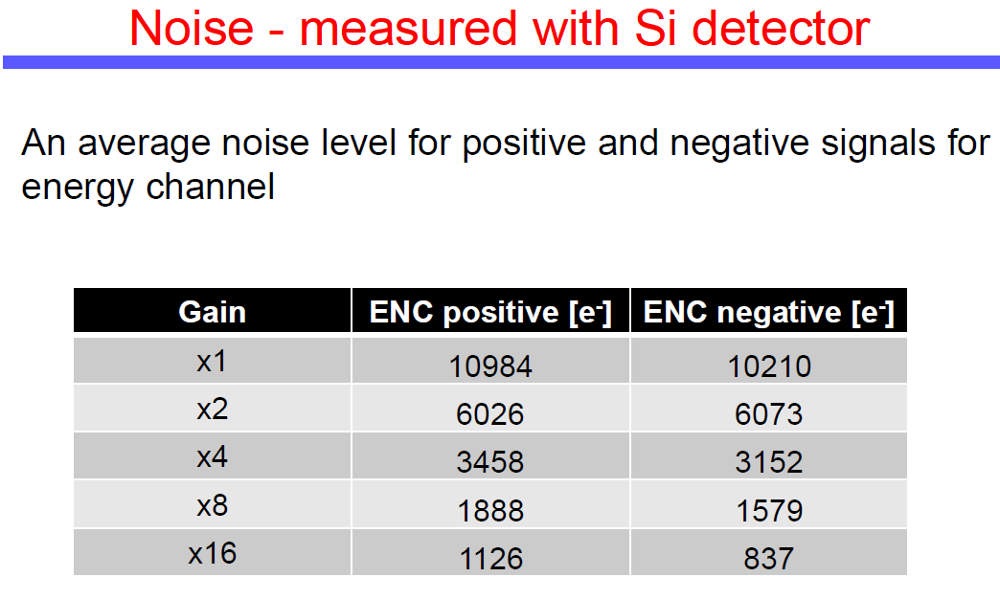 Noise - measured with Si detector
An average noise level for positive and negative signals for
energy channel
Gain ENC positive [e-] ENC negative [e-]
x1 10984 10210
x2 6026 6073
x4 3458 3152
x8 1888 1579
x16 1126 837